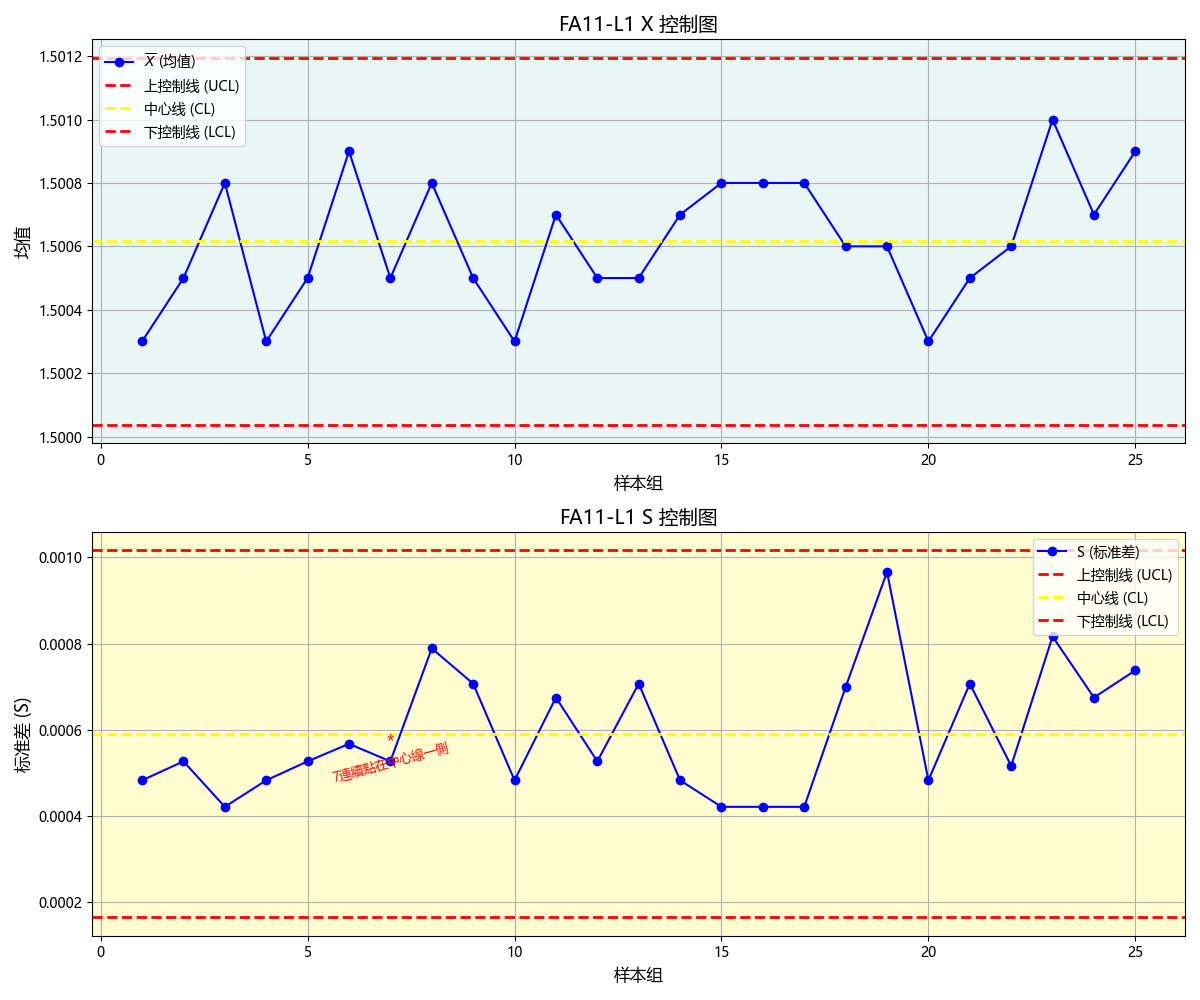 FA11-L1 X 控制图
1.5012
1.5010
1.5008
1.5006
1.5004
1.5002
1.5000
均值
X (均值)
上控制线 (UCL)
中心线 (CL)
下控制线 (LCL)
0 5 10 15 20 25
样本组
FA11-L1 S 控制图
0.0010
0.0008
0.0006
0.0004
0.0002
标准差 (S)
S (标准差)
上控制线 (UCL)
中心线 (CL)
下控制线 (LCL)
*
7連續點在中心線一側
0 5 10 15 20 25
样本组